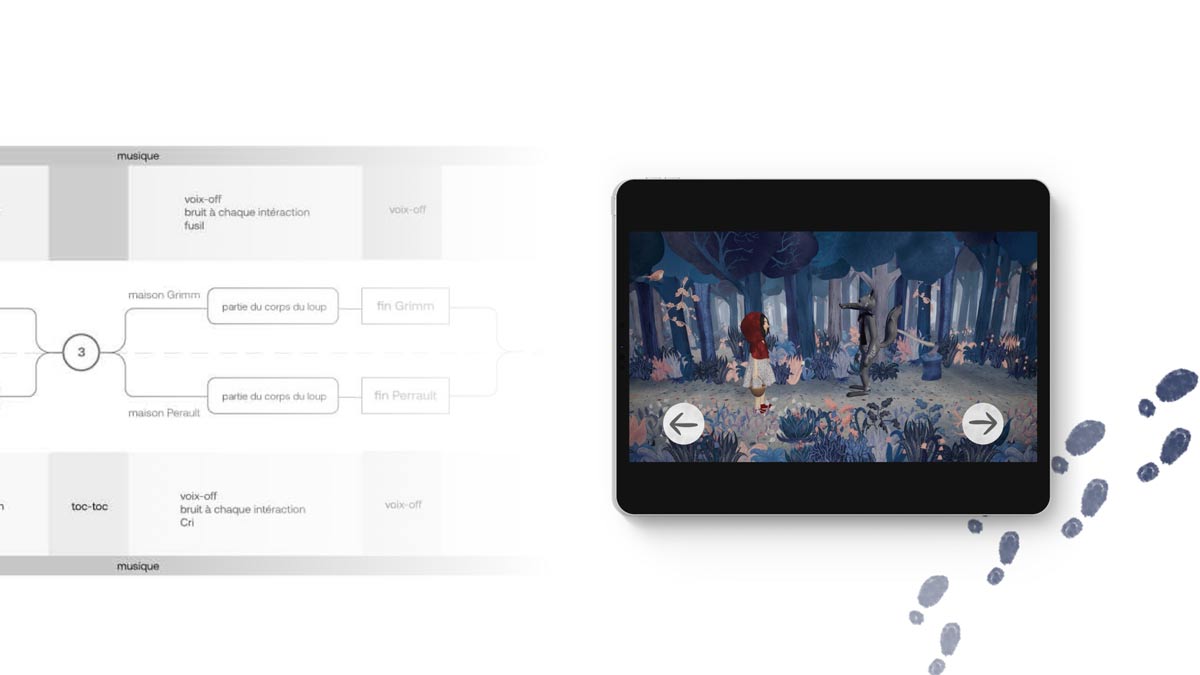 musique
voix-off
bruit à chaque intéraction
fusil
voix-off
maison Grimm
partie du corps du loup
fin Grimm
3
partie du corps du loup
fin Perrault
maison Perault
toc-toc
voix-off
bruit à chaque intéraction
Cri
voix-off
musique